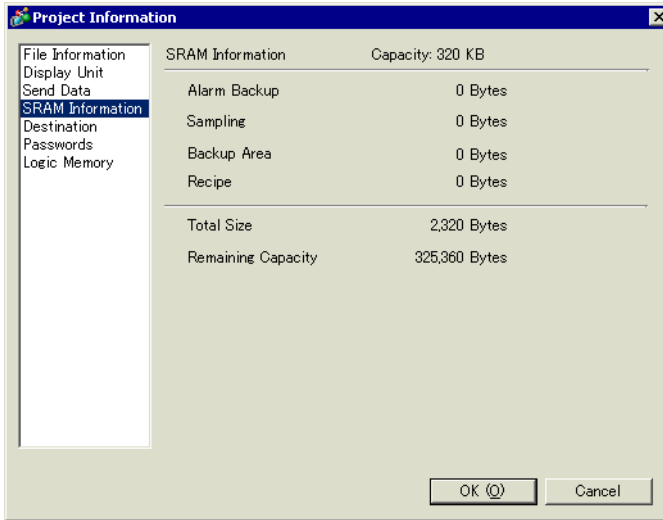 Project Information
File Information
Display Unit
Send Data
SRAM Information
Destination
Passwords
Logic Memory
SRAM Information Capacity: 320 KB
Alarm Backup 0 Bytes
Sampling 0 Bytes
Backup Area 0 Bytes
Recipe 0 Bytes
Total Size 2,320 Bytes
Remaining Capacity 325,360 Bytes
OK (O) Cancel